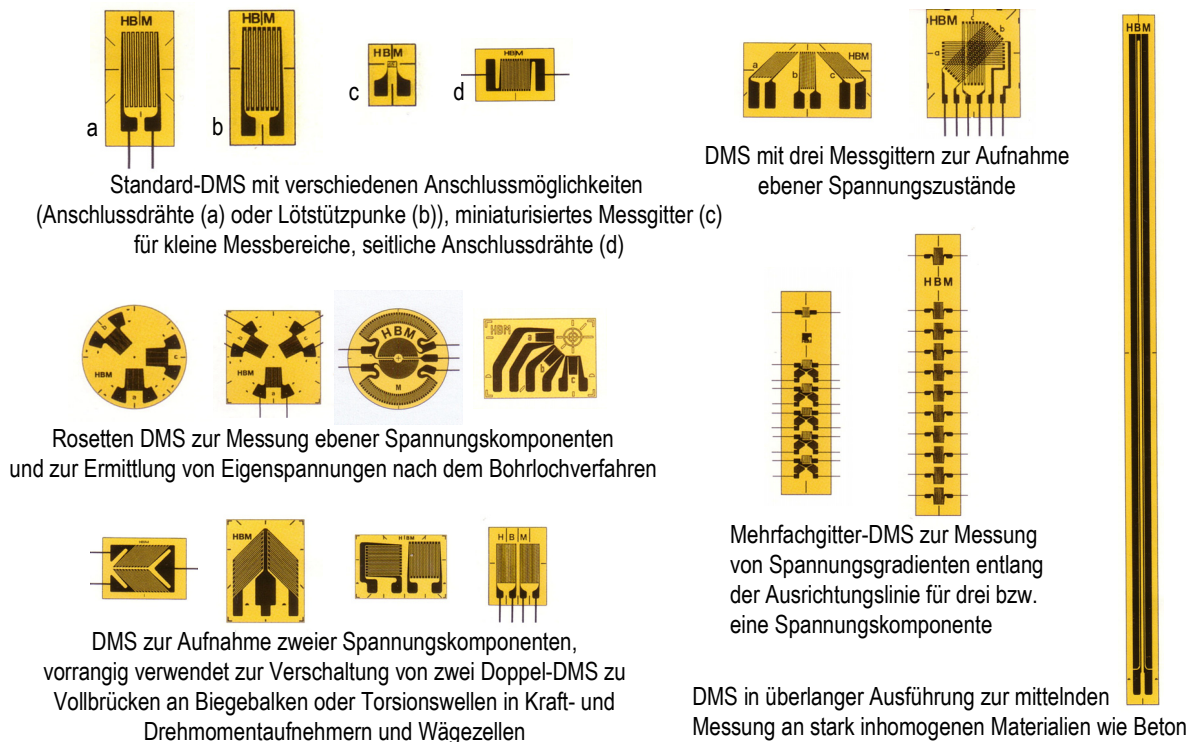 HBM
HBM
HBM
HBM
a
b
c
d
Standard-DMS mit verschiedenen Anschlussmöglichkeiten
(Anschlussdrähte (a) oder Lötstützpunke (b)), miniaturisiertes Messgitter (c)
für kleine Messbereiche, seitliche Anschlussdrähte (d)
HBM
a
b
c
HBM
a
b
c
DMS mit drei Messgittern zur Aufnahme
ebener Spannungszustände
HBM
HBM
HBM
HBM
M
HBM
a
b
c
Rosetten DMS zur Messung ebener Spannungskomponenten
und zur Ermittlung von Eigenspannungen nach dem Bohrlochverfahren
HBM
Mehrfachgitter-DMS zur Messung
von Spannungsgradienten entlang
der Ausrichtungslinie für drei bzw.
eine Spannungskomponente
HBM
HBM
HBM
DMS zur Aufnahme zweier Spannungskomponenten,
vorrangig verwendet zur Verschaltung von zwei Doppel-DMS zu
Vollbrücken an Biegebalken oder Torsionswellen in Kraft- und
Drehmomentaufnehmern und Wägezellen
DMS in überlanger Ausführung zur mittelnden
Messung an stark inhomogenen Materialien wie Beton